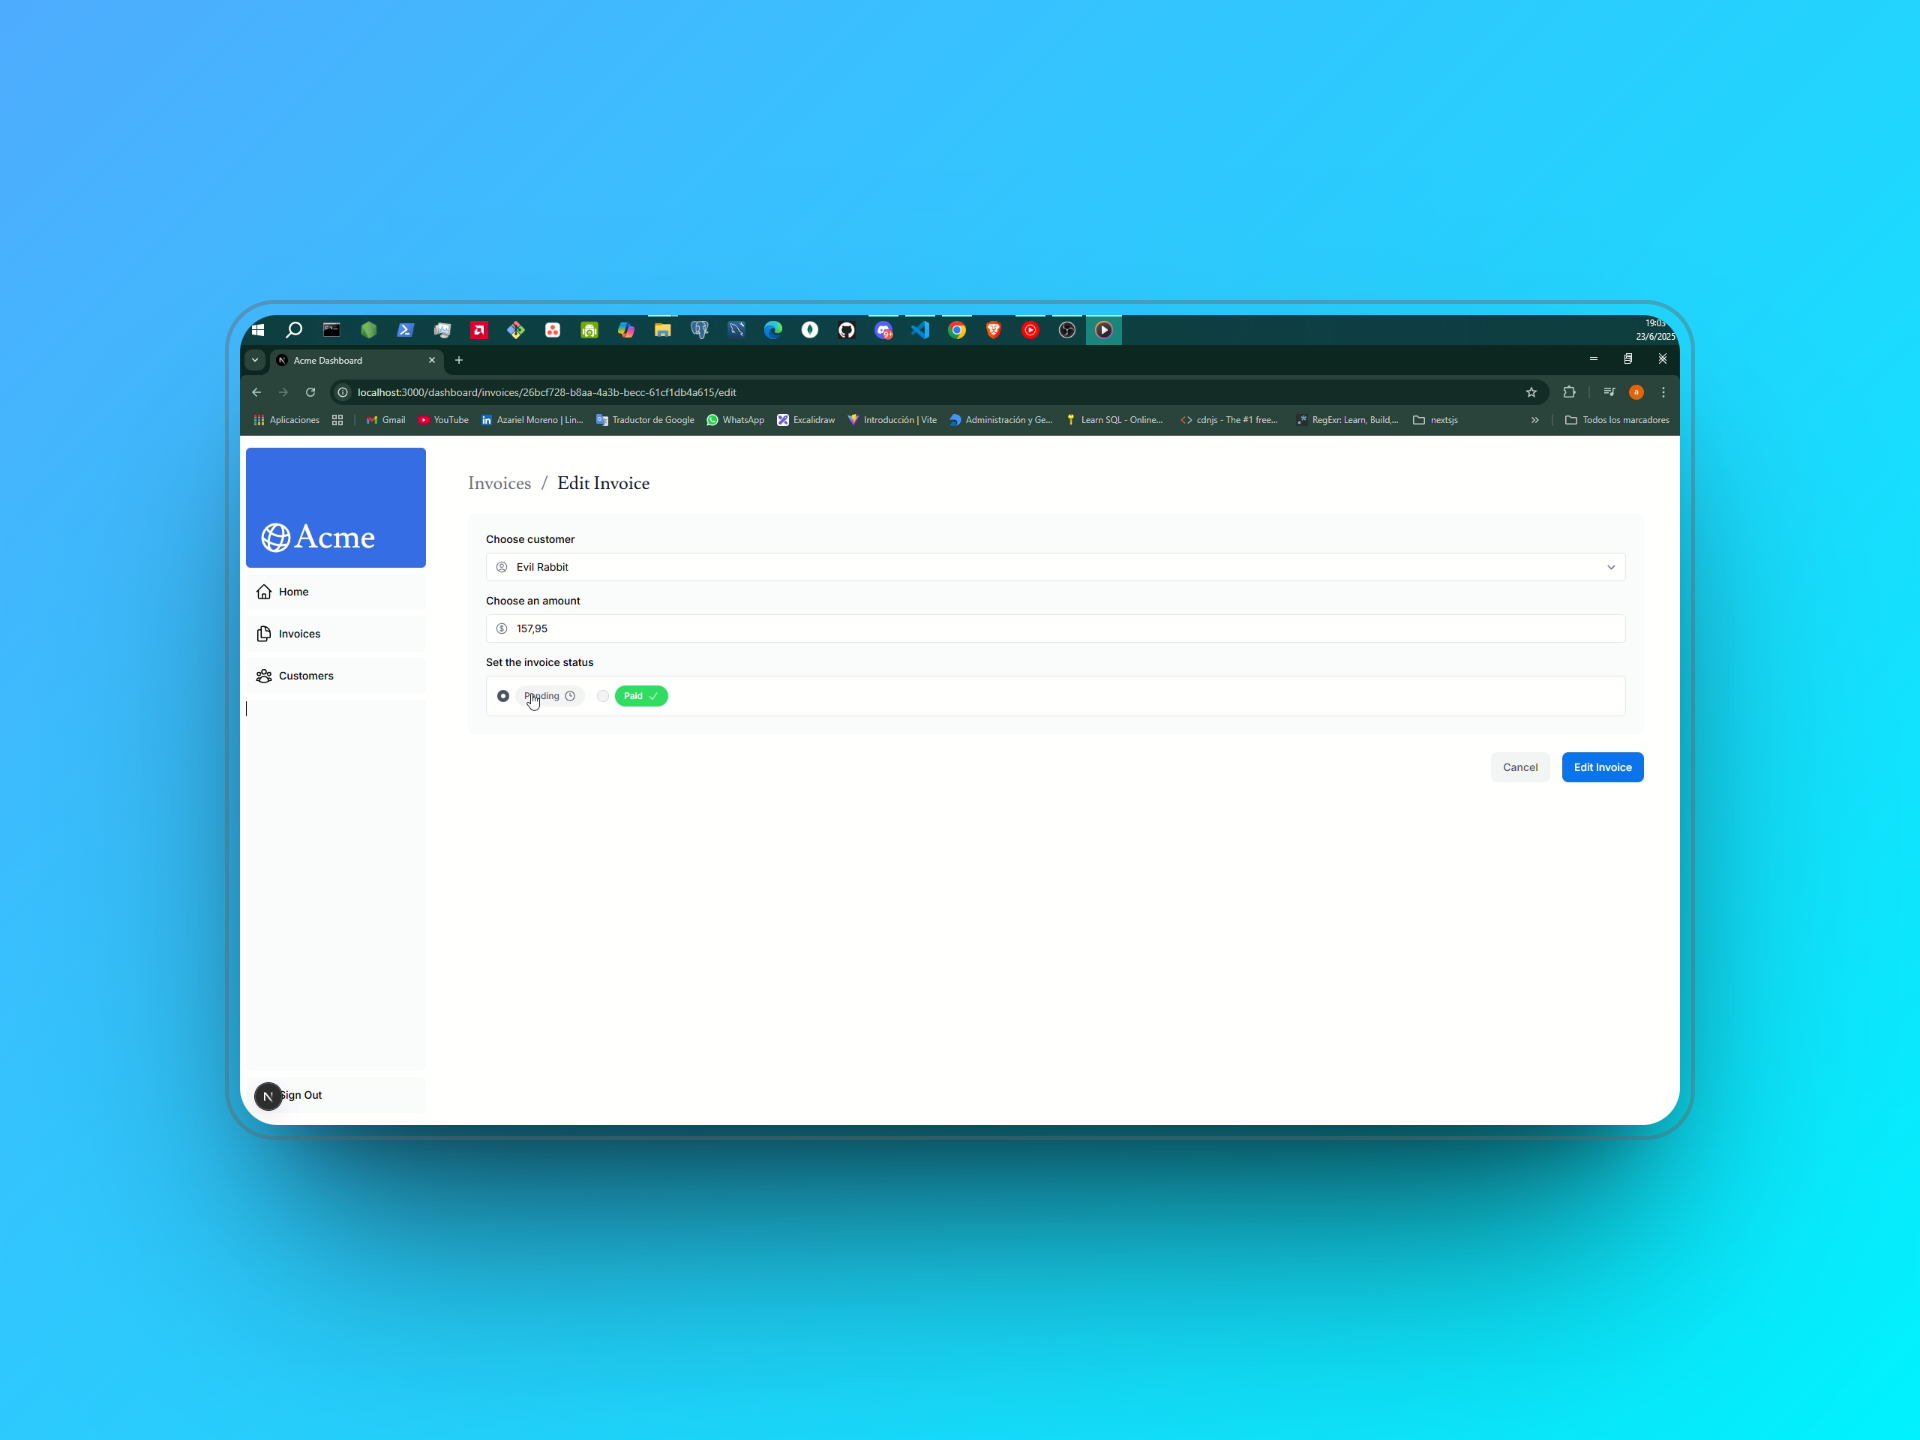 19:03
23/6/2025
Acme Dashboard
localhost:3000/dashboard/invoices/26bcf728-b8aa-4a3b-becc-61cf1db4a615/edit
a
Aplicaciones Gmail YouTube Azariel Moreno | Lin... Traductor de Google WhatsApp Excalidraw Introducción | Vite Administración y Ge... Learn SQL - Online... cdnjs - The #1 free... RegExr: Learn, Build,... nextsjs Todos los marcadores
Acme
Home
Invoices
Customers
N
Sign Out
Invoices / Edit Invoice
Choose customer
Evil Rabbit
Choose an amount
157,95
Set the invoice status
Pending Paid
Cancel Edit Invoice